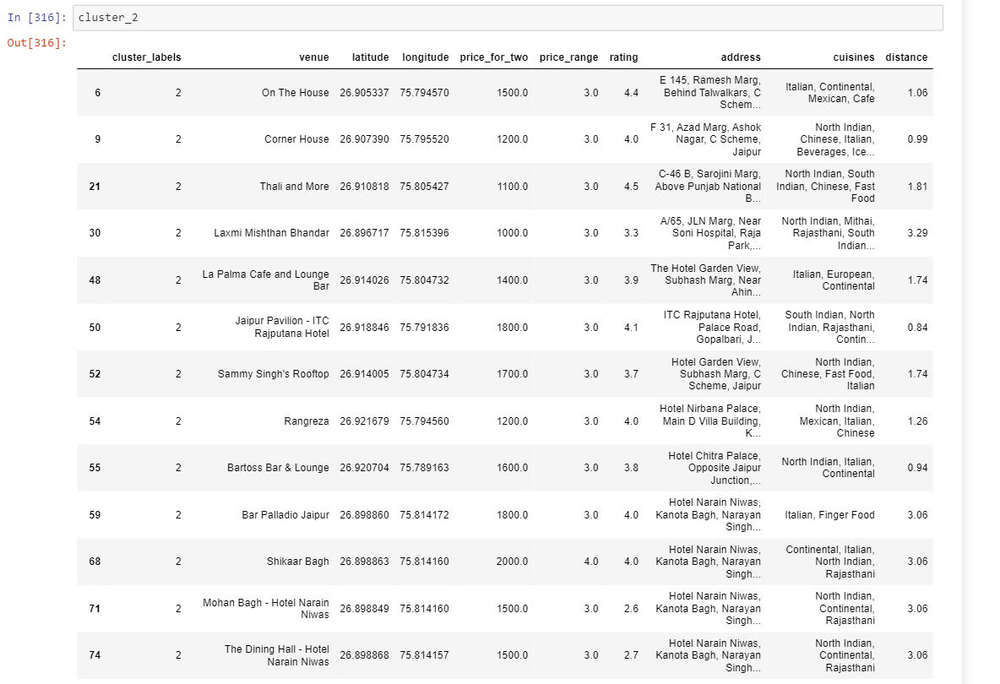 In [316]: cluster_2
Out[316]:
cluster_labels venue latitude longitude price_for_two price_range rating address cuisines distance
6 2 On The House 26.905337 75.794570 1500.0 3.0 4.4 E 145, Ramesh Marg, Behind Talwalkars, C Schem... Italian, Continental, Mexican, Cafe 1.06
9 2 Corner House 26.907390 75.795520 1200.0 3.0 4.0 F 31, Azad Marg, Ashok Nagar, C Scheme, Jaipur North Indian, Chinese, Italian, Beverages, Ice... 0.99
21 2 Thali and More 26.910818 75.805427 1100.0 3.0 4.5 C-46 B, Sarojini Marg, Above Punjab National B... North Indian, South Indian, Chinese, Fast Food 1.81
30 2 Laxmi Mishthan Bhandar 26.896717 75.815396 1000.0 3.0 3.3 A/65, JLN Marg, Near Soni Hospital, Raja Park,... North Indian, Mithai, Rajasthani, South Indian... 3.29
48 2 La Palma Cafe and Lounge Bar 26.914026 75.804732 1400.0 3.0 3.9 The Hotel Garden View, Subhash Marg, Near Ahin... Italian, European, Continental 1.74
50 2 Jaipur Pavilion - ITC Rajputana Hotel 26.918846 75.791836 1800.0 3.0 4.1 ITC Rajputana Hotel, Palace Road, Gopalbari, J... South Indian, North Indian, Rajasthani, Contin... 0.84
52 2 Sammy Singh's Rooftop 26.914005 75.804734 1700.0 3.0 3.7 Hotel Garden View, Subhash Marg, C Scheme, Jaipur North Indian, Chinese, Fast Food, Italian 1.74
54 2 Rangreza 26.921679 75.794560 1200.0 3.0 4.0 Hotel Nirbana Palace, Main D Villa Building, K... North Indian, Mexican, Italian, Chinese 1.26
55 2 Bartoss Bar & Lounge 26.920704 75.789163 1600.0 3.0 3.8 Hotel Chitra Palace, Opposite Jaipur Junction,... North Indian, Italian, Continental 0.94
59 2 Bar Palladio Jaipur 26.898860 75.814172 1800.0 3.0 4.0 Hotel Narain Niwas, Kanota Bagh, Narayan Singh... Italian, Finger Food 3.06
68 2 Shikaar Bagh 26.898863 75.814160 2000.0 4.0 4.0 Hotel Narain Niwas, Kanota Bagh, Narayan Singh... Continental, Italian, North Indian, Rajasthani 3.06
71 2 Mohan Bagh - Hotel Narain Niwas 26.898849 75.814160 1500.0 3.0 2.6 Hotel Narain Niwas, Kanota Bagh, Narayan Singh... North Indian, Continental, Rajasthani 3.06
74 2 The Dining Hall - Hotel Narain Niwas 26.898868 75.814157 1500.0 3.0 2.7 Hotel Narain Niwas, Kanota Bagh, Narayan Singh... North Indian, Continental, Rajasthani 3.06